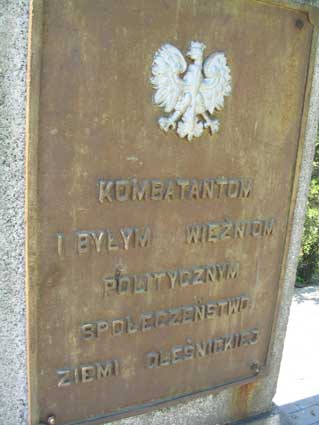 KOMBATANTOM
I BYŁYM WIĘŹNIOM
POLITYCZNYM
SPOŁECZEŃSTWO
ZIEMI OLEŚNICKIEJ